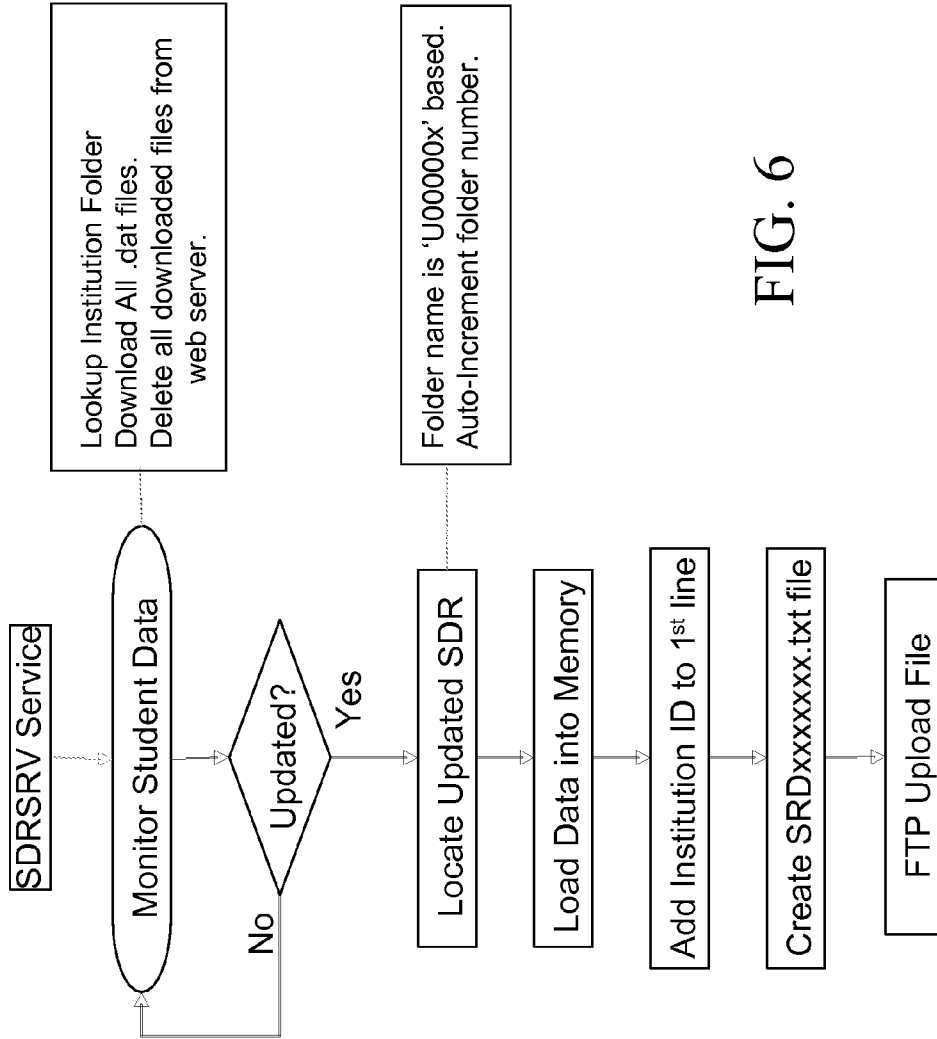 SDRSRV Service
Monitor Student Data
Lookup Institution Folder
Download All .dat files.
Delete all downloaded files from
web server.
Updated?
No
Yes
Locate Updated SDR
Folder name is ‘U00000x’ based.
Auto-Increment folder number.
Load Data into Memory
Add Institution ID to 1st line
Create SRDxxxxxxx.txt file
FTP Upload File
FIG. 6